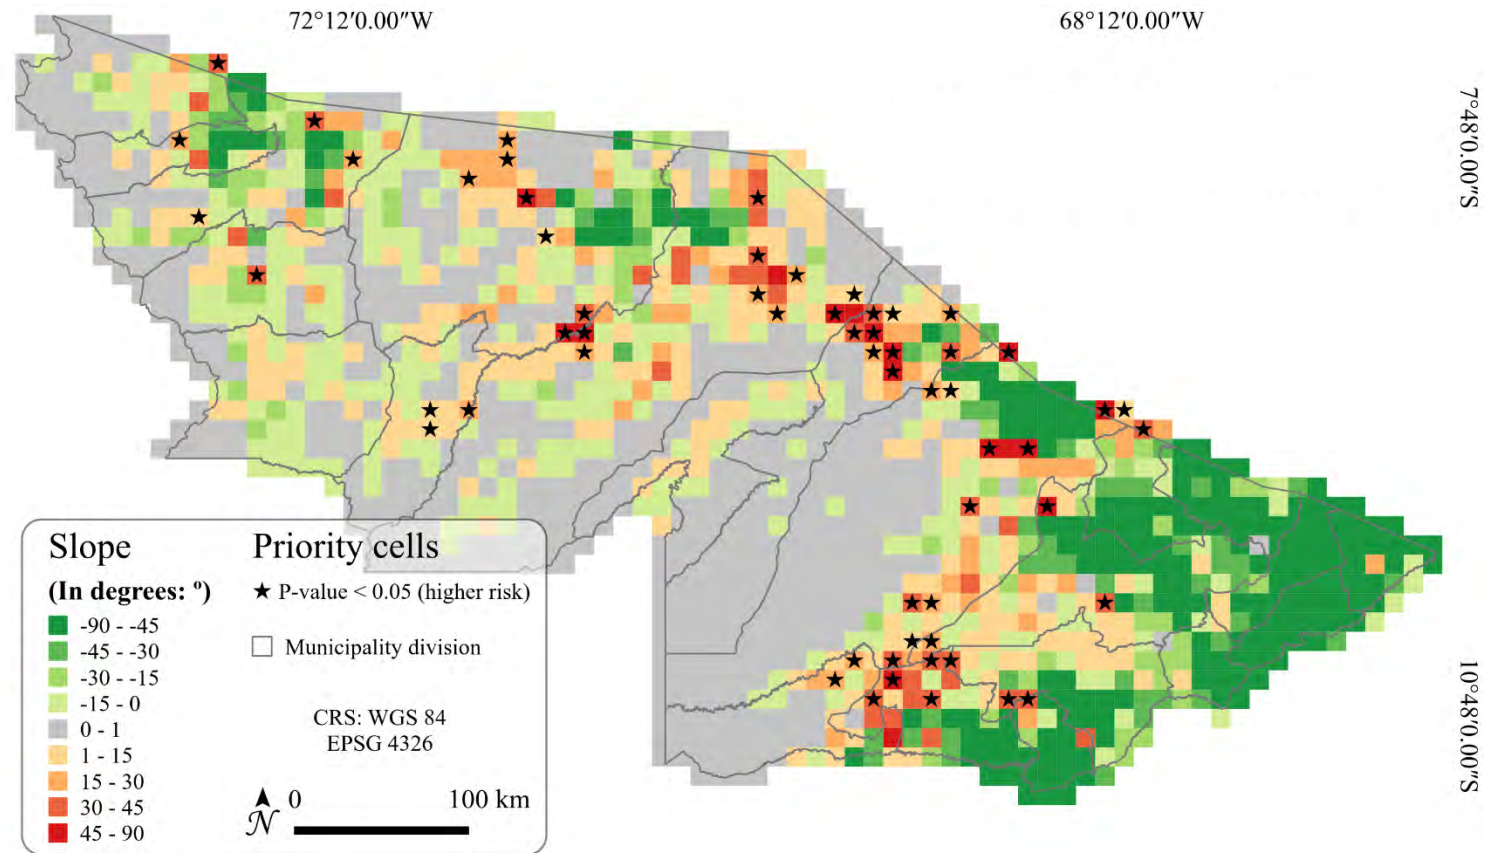 72°12′0.00″W
68°12′0.00″W
7°48′0.00″S
10°48′0.00″S
Slope
(In degrees: º)
-90 - -45
-45 - -30
-30 - -15
-15 - 0
0 - 1
1 - 15
15 - 30
30 - 45
45 - 90
Priority cells
P-value < 0.05 (higher risk)
Municipality division
CRS: WGS 84
EPSG 4326
N
0
100 km